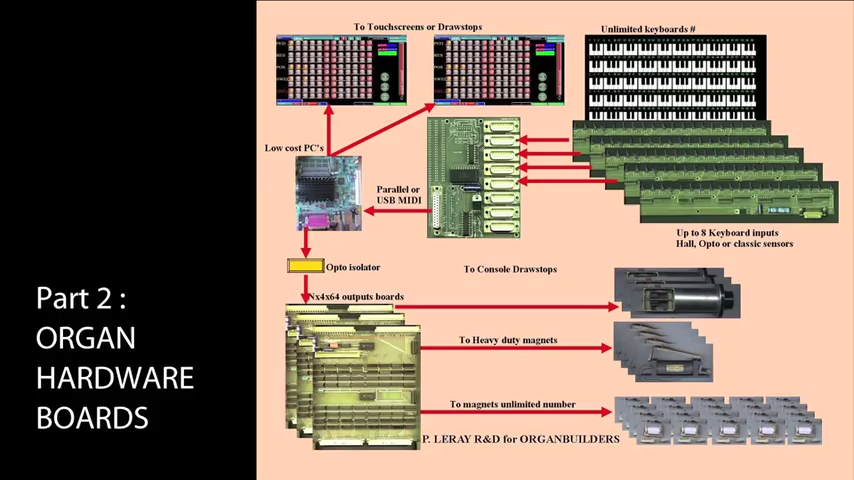 Part 2 :
ORGAN
HARDWARE
BOARDS
To Touchscreens or Drawstops
Unlimited keyboards #
Low cost PC's
Parallel or
USB MIDI
Up to 8 Keyboard inputs
Hall, Opto or classic sensors
Opto isolator
To Console Drawstops
Nx4x64 outputs boards
To Heavy duty magnets
To magnets unlimited number
P. LERAY R&D for ORGANBUILDERS